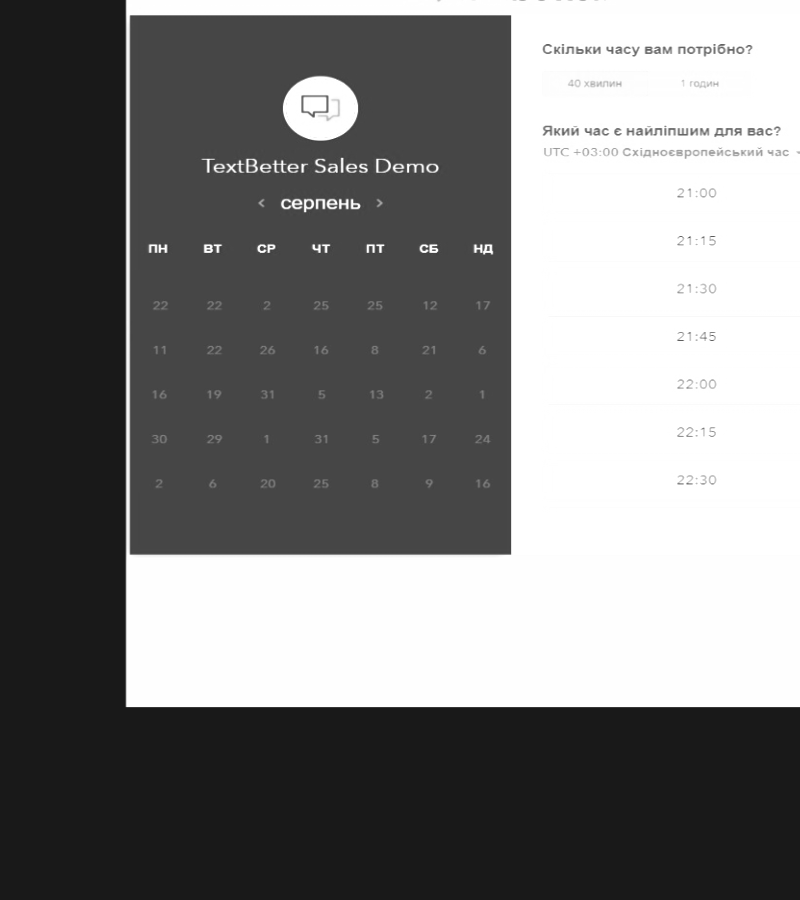 TextBetter Sales Demo
‹ серпень ›
ПН ВТ СР ЧТ ПТ СБ НД
22 22 2 25 25 12 17
11 22 26 16 8 21 6
16 19 31 5 13 2 1
30 29 1 31 5 17 24
2 6 20 25 8 9 16
Скільки часу вам потрібно?
40 хвилин 1 годин
Який час є найліпшим для вас?
UTC +03:00 Східноєвропейський час
21:00
21:15
21:30
21:45
22:00
22:15
22:30